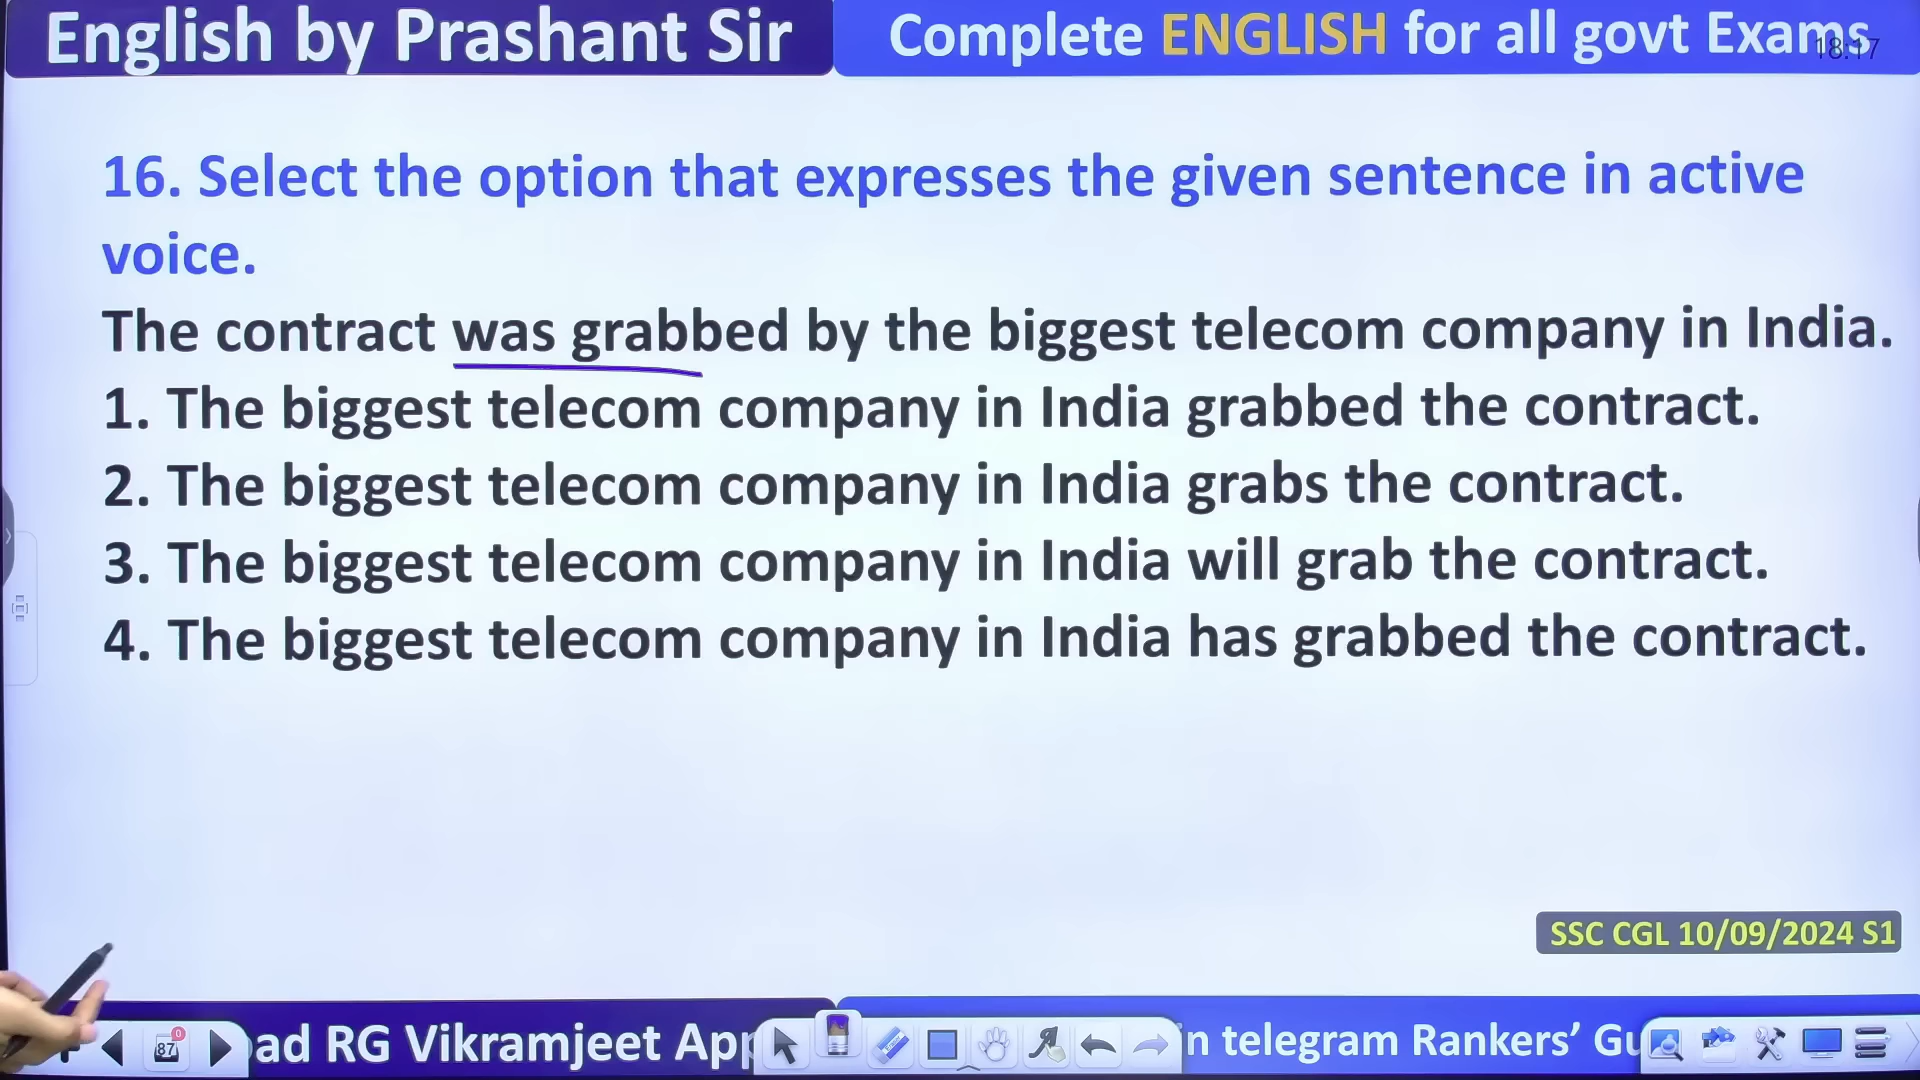 English by Prashant Sir
Complete ENGLISH for all govt Exams
18:17
16. Select the option that expresses the given sentence in active
voice.
The contract was grabbed by the biggest telecom company in India.
1. The biggest telecom company in India grabbed the contract.
2. The biggest telecom company in India grabs the contract.
3. The biggest telecom company in India will grab the contract.
4. The biggest telecom company in India has grabbed the contract.
SSC CGL 10/09/2024 S1
87
0
RG Vikramjeet
telegram Rankers’